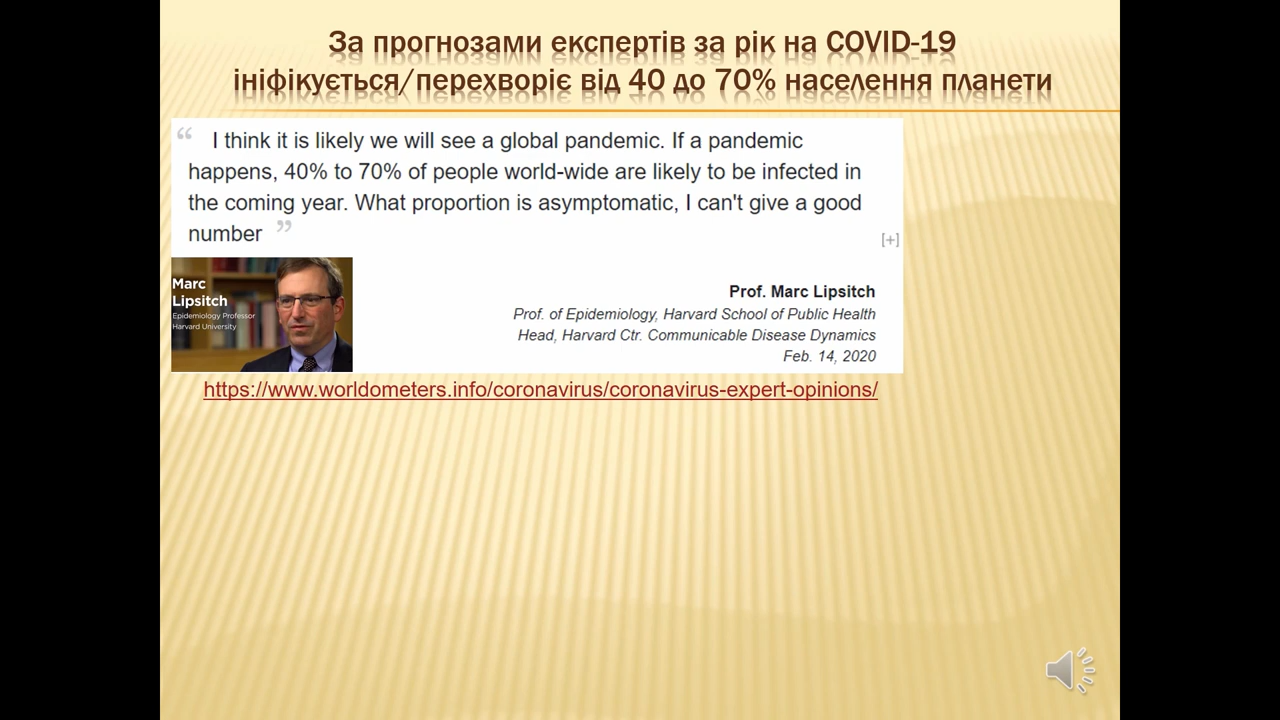 За прогнозами експертів за рік на COVID-19
ініфікується/перехворіє від 40 до 70% населення планети
“ I think it is likely we will see a global pandemic. If a pandemic
happens, 40% to 70% of people world-wide are likely to be infected in
the coming year. What proportion is asymptomatic, I can't give a good
number ”
[+]
Marc
Lipsitch
Epidemiology Professor
Harvard University
Prof. Marc Lipsitch
Prof. of Epidemiology, Harvard School of Public Health
Head, Harvard Ctr. Communicable Disease Dynamics
Feb. 14, 2020
https://www.worldometers.info/coronavirus/coronavirus-expert-opinions/